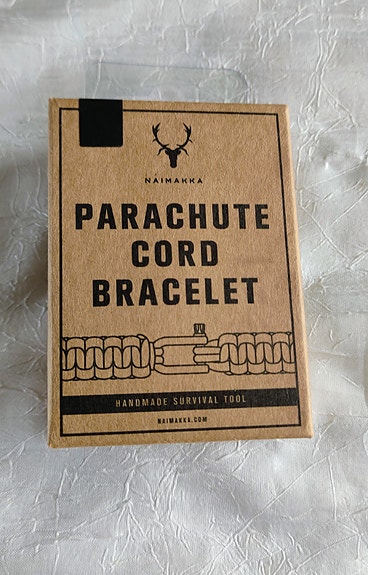 NAIMAKKA
PARACHUTE
CORD
BRACELET
HANDMADE SURVIVAL TOOL
NAIMAKKA.COM